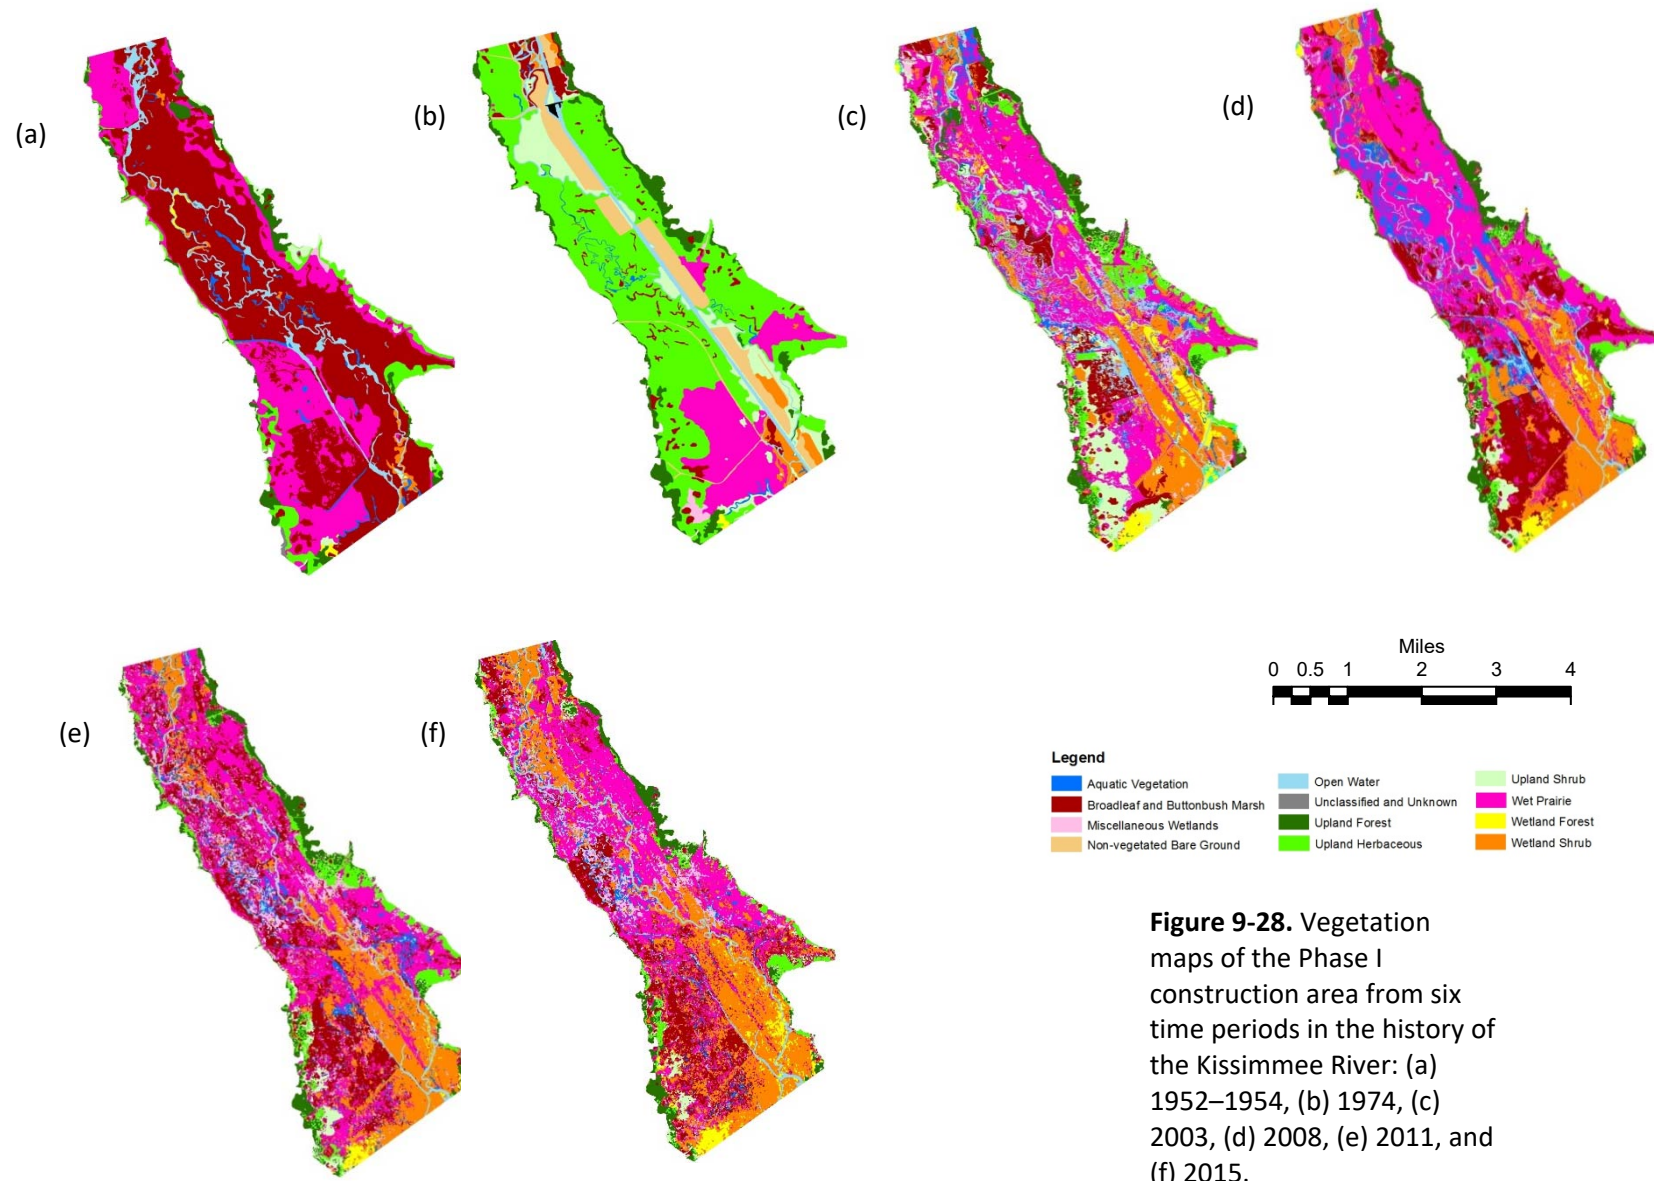 (a)
(b)
(c)
(d)
(e)
(f)
Miles
0 0.5 1 2 3 4
Legend
Aquatic Vegetation
Broadleaf and Buttonbush Marsh
Miscellaneous Wetlands
Non-vegetated Bare Ground
Open Water
Unclassified and Unknown
Upland Forest
Upland Herbaceous
Upland Shrub
Wet Prairie
Wetland Forest
Wetland Shrub
Figure 9-28. Vegetation
maps of the Phase I
construction area from six
time periods in the history of
the Kissimmee River: (a)
1952–1954, (b) 1974, (c)
2003, (d) 2008, (e) 2011, and
(f) 2015.